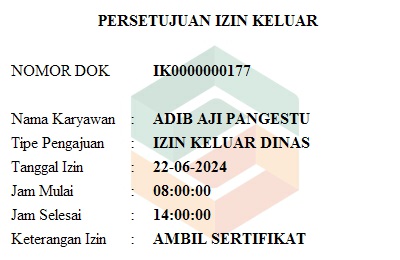 PERSETUJUAN IZIN KELUAR
NOMOR DOK IK0000000177
Nama Karyawan : ADIB AJI PANGESTU
Tipe Pengajuan : IZIN KELUAR DINAS
Tanggal Izin : 22-06-2024
Jam Mulai : 08:00:00
Jam Selesai : 14:00:00
Keterangan Izin : AMBIL SERTIFIKAT